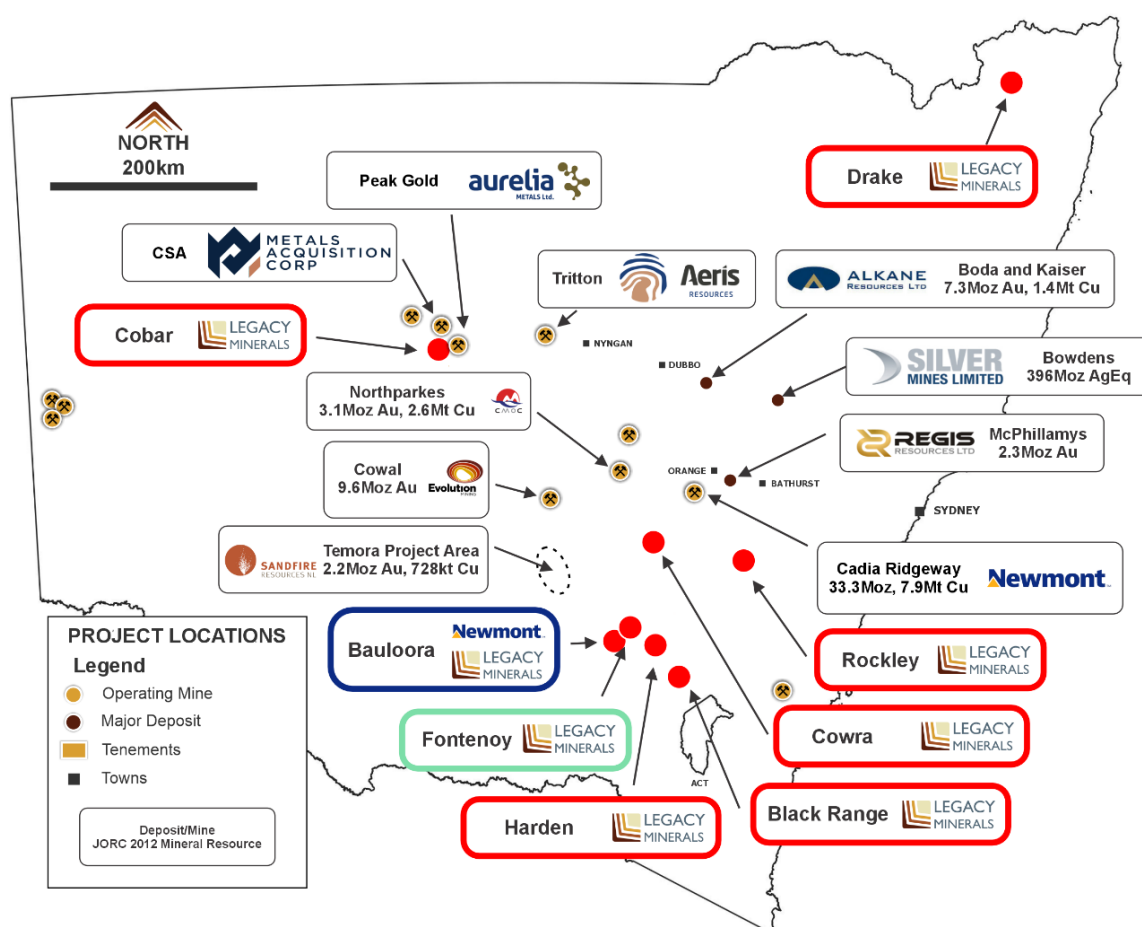 NORTH
200km
Peak Gold
aurelia
METALS Ltd.
Drake
LEGACY
MINERALS
CSA
METALS
ACQUISITION
CORP
Tritton
Aeris
RESOURCES
ALKANE
RESOURCES LTD
Boda and Kaiser
7.3Moz Au, 1.4Mt Cu
Cobar
LEGACY
MINERALS
NYNGAN
DUBBO
SILVER
MINES LIMITED
Bowdens
396Moz AgEq
Northparkes
3.1Moz Au, 2.6Mt Cu
CMOC
REGIS
RESOURCES LTD
McPhillamys
2.3Moz Au
Cowal
9.6Moz Au
Evolution
MINING
ORANGE
BATHURST
SYDNEY
SANDFIRE
RESOURCES NL
Temora Project Area
2.2Moz Au, 728kt Cu
Cadia Ridgeway
33.3Moz, 7.9Mt Cu
Newmont
Bauloora
Newmont
LEGACY
MINERALS
Rockley
LEGACY
MINERALS
Fontenoy
LEGACY
MINERALS
Cowra
LEGACY
MINERALS
ACT
Harden
LEGACY
MINERALS
Black Range
LEGACY
MINERALS
PROJECT LOCATIONS
Legend
Operating Mine
Major Deposit
Tenements
Towns
Deposit/Mine
JORC 2012 Mineral Resource